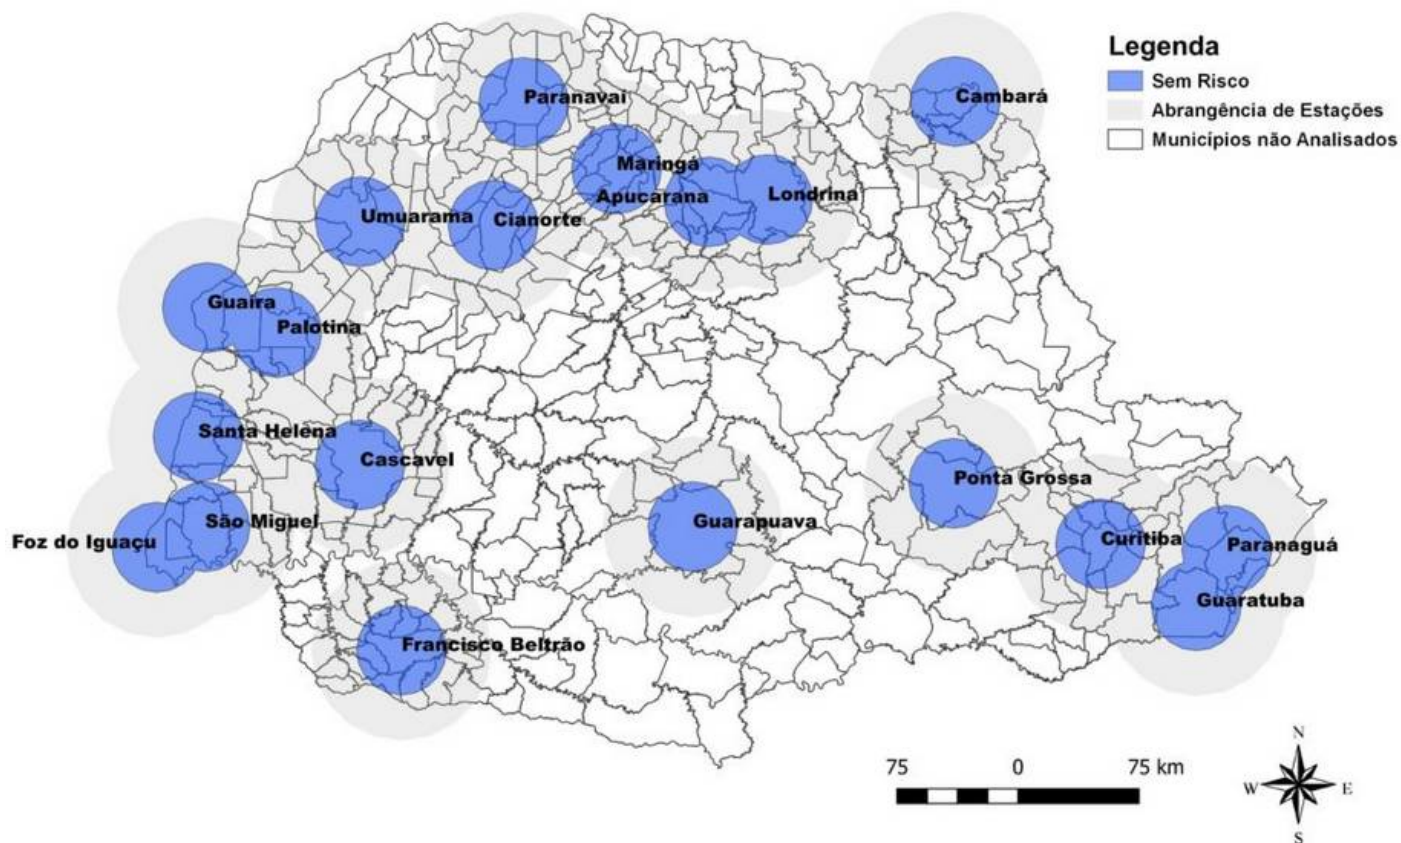 Legenda
Sem Risco
Abrangência de Estações
Municípios não Analisados
Paranavaí
Cambará
Maringá
Apucarana
Londrina
Umuarama
Cianorte
Guaíra
Palotina
Santa Helena
Cascavel
São Miguel
Foz do Iguaçu
Ponta Grossa
Guarapuava
Curitiba
Paranaguá
Guaratuba
Francisco Beltrão
75 0 75 km
N
W E
S